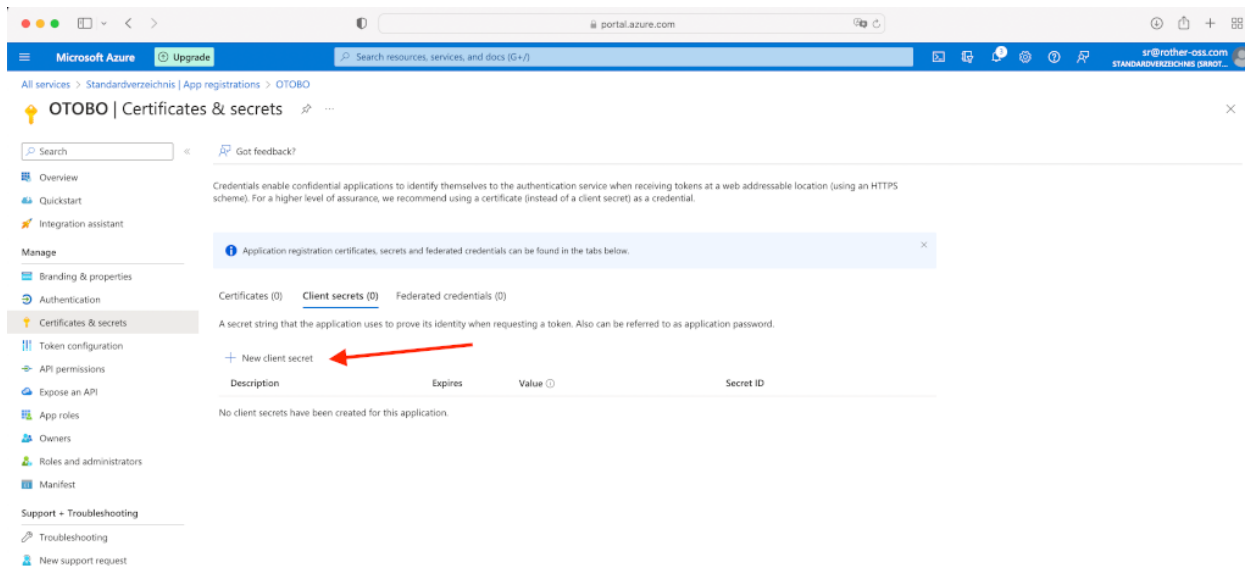 portal.azure.com
Microsoft Azure
Upgrade
Search resources, services, and docs (G+/)
1
sr@rother-oss.com
STANDARDVERZEICHNIS (SRROT...
All services > Standardverzeichnis | App registrations > OTOBO
OTOBO | Certificates & secrets
Search
Got feedback?
Overview
Quickstart
Integration assistant
Manage
Branding & properties
Authentication
Certificates & secrets
Token configuration
API permissions
Expose an API
App roles
Owners
Roles and administrators
Manifest
Support + Troubleshooting
Troubleshooting
New support request
Credentials enable confidential applications to identify themselves to the authentication service when receiving tokens at a web addressable location (using an HTTPS
scheme). For a higher level of assurance, we recommend using a certificate (instead of a client secret) as a credential.
Application registration certificates, secrets and federated credentials can be found in the tabs below.
Certificates (0) Client secrets (0) Federated credentials (0)
A secret string that the application uses to prove its identity when requesting a token. Also can be referred to as application password.
New client secret
Description Expires Value Secret ID
No client secrets have been created for this application.